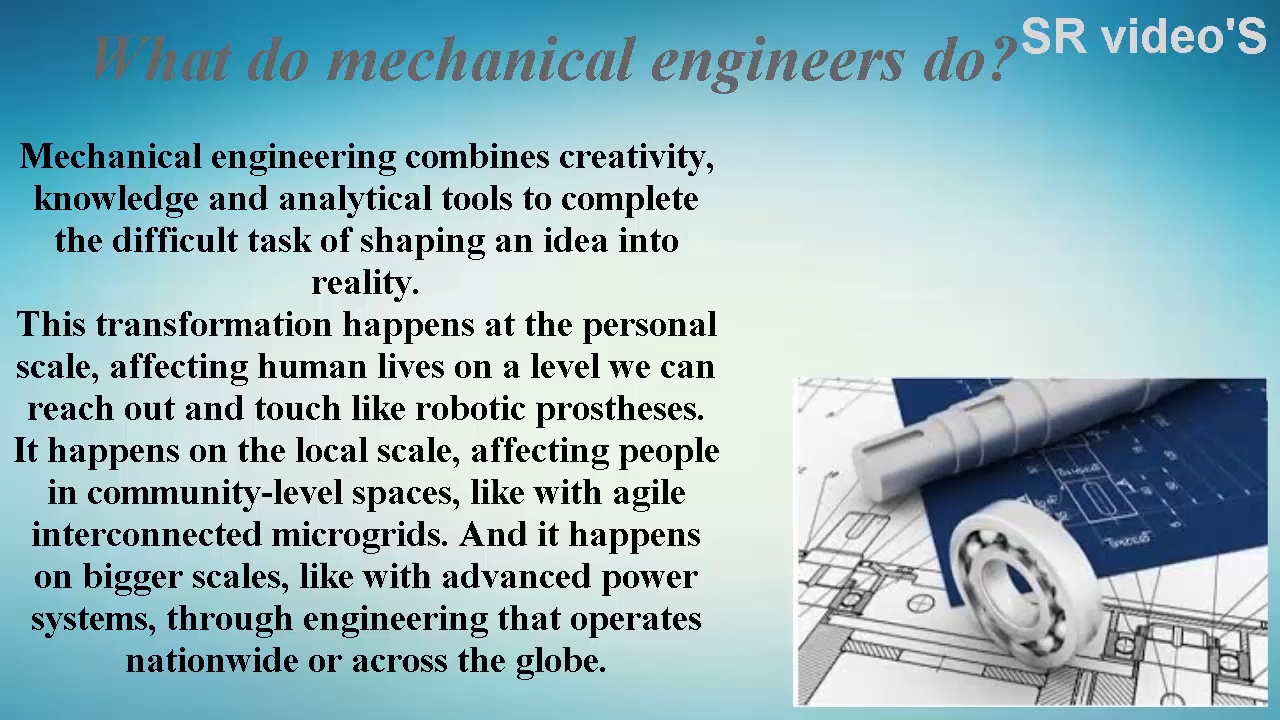 What do mechanical engineers do?
SR video'S
Mechanical engineering combines creativity,
knowledge and analytical tools to complete
the difficult task of shaping an idea into
reality.
This transformation happens at the personal
scale, affecting human lives on a level we can
reach out and touch like robotic prostheses.
It happens on the local scale, affecting people
in community-level spaces, like with agile
interconnected microgrids. And it happens
on bigger scales, like with advanced power
systems, through engineering that operates
nationwide or across the globe.